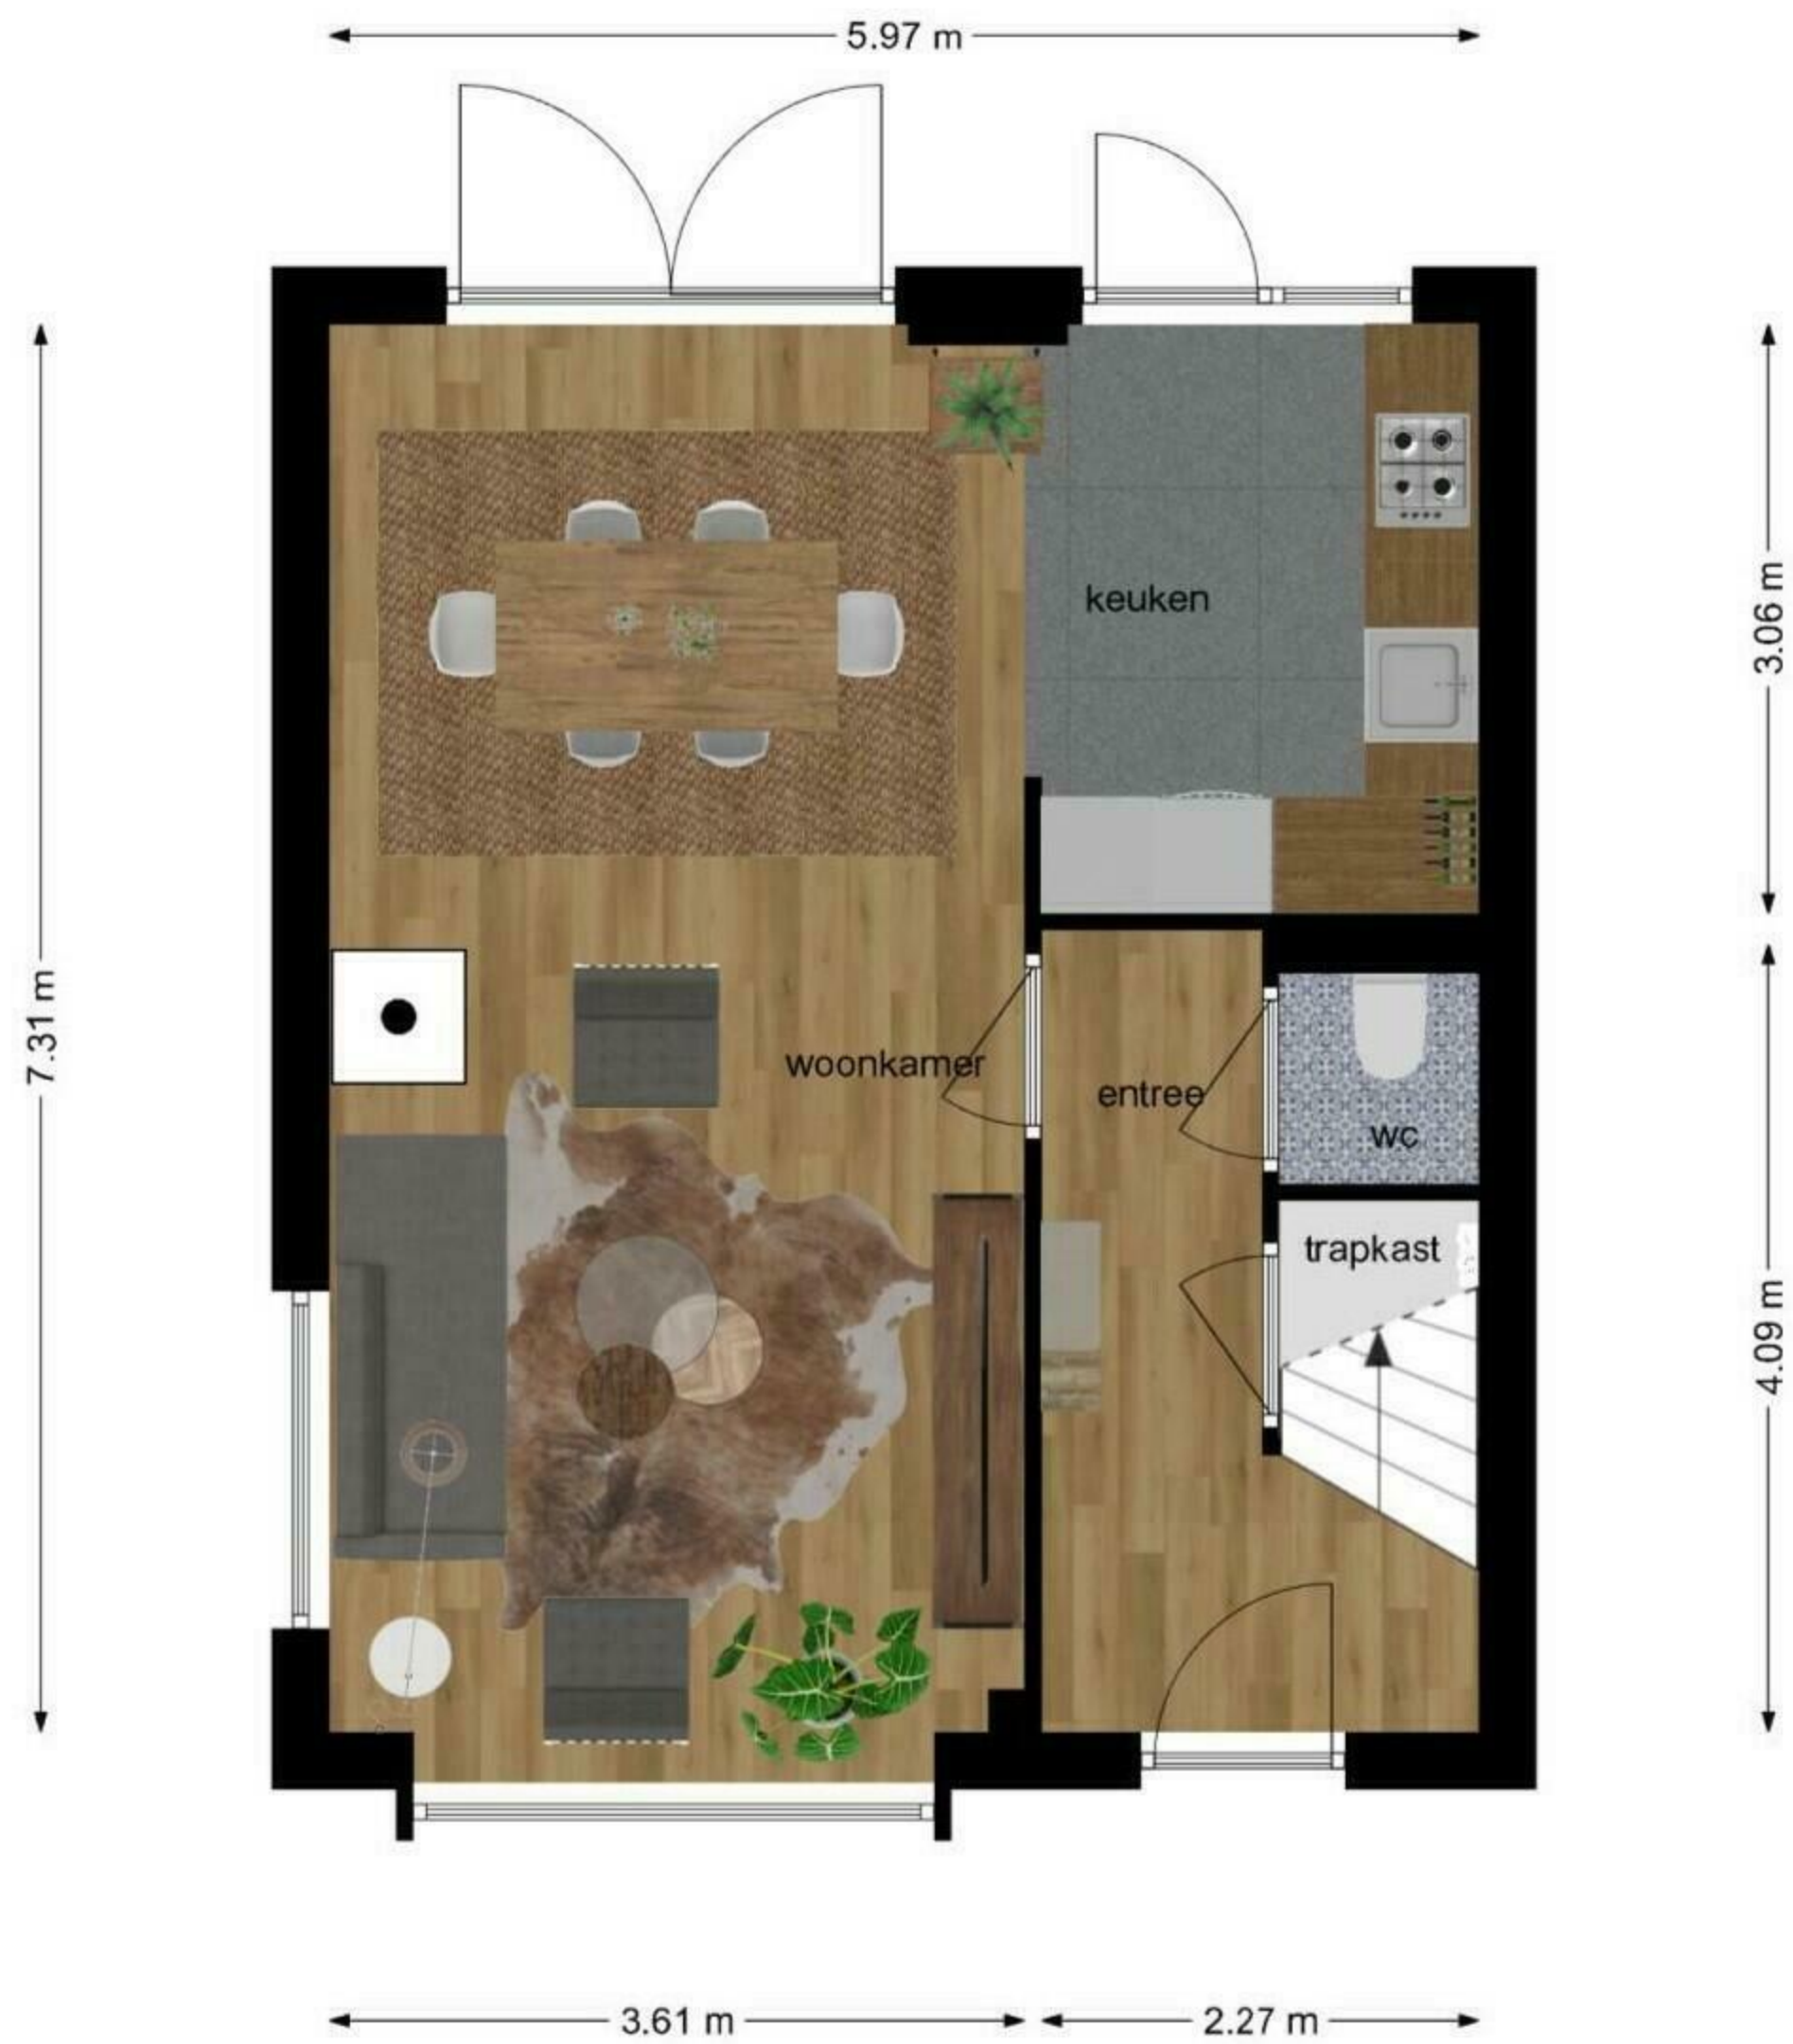 5.97 m
keuken
3.06 m
7.31 m
woonkamer
entree
wc
trapkast
4.09 m
3.61 m
2.27 m